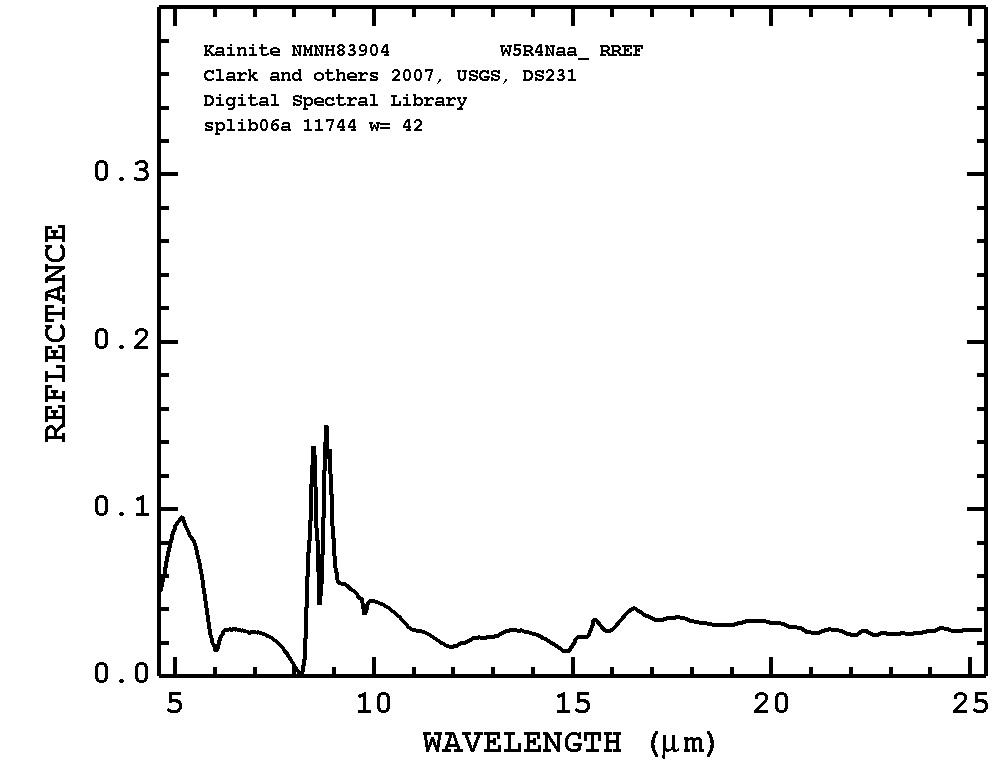 Kainite NMNH83904 W5R4Naa_ RREF
Clark and others 2007, USGS, DS231
Digital Spectral Library
splib06a 11744 w= 42
0.3
0.2
0.1
0.0
REFLECTANCE
5 10 15 20 25
WAVELENGTH (μm)